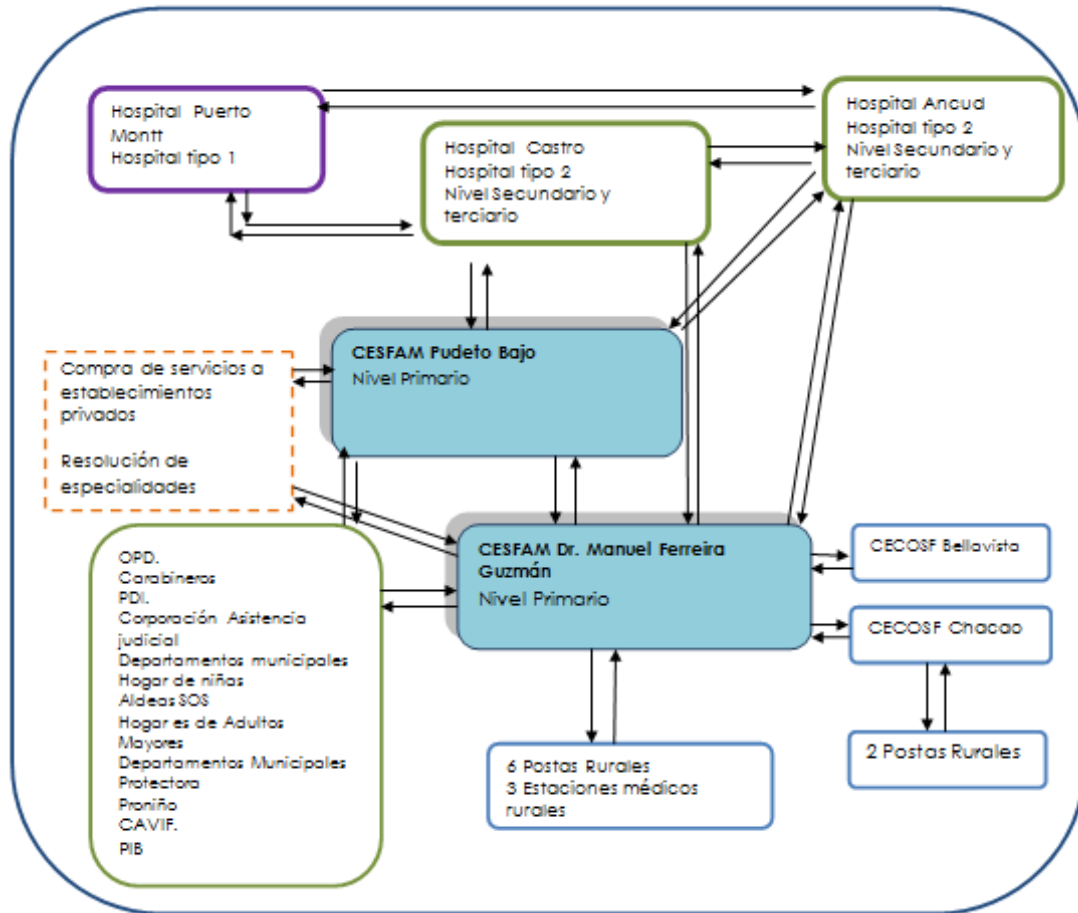 Hospital Puerto
Montt
Hospital tipo 1
Hospital Castro
Hospital tipo 2
Nivel Secundario y
terciario
Hospital Ancud
Hospital tipo 2
Nivel Secundario y
terciario
CESFAM Pudeto Bajo
Nivel Primario
Compra de servicios a
establecimientos
privados
Resolución de
especialidades
CESFAM Dr. Manuel Ferreira
Guzmán
Nivel Primario
OPD.
Carabineros
PDI.
Corporación Asistencia
judicial
Departamentos municipales
Hogar de niñas
Aldeas SOS
Hogar es de Adultos
Mayores
Departamentos Municipales
Protectora
Proniño
CAVIF.
PIB
CECOSF Bellavista
CECOSF Chacao
2 Postas Rurales
6 Postas Rurales
3 Estaciones médicos
rurales